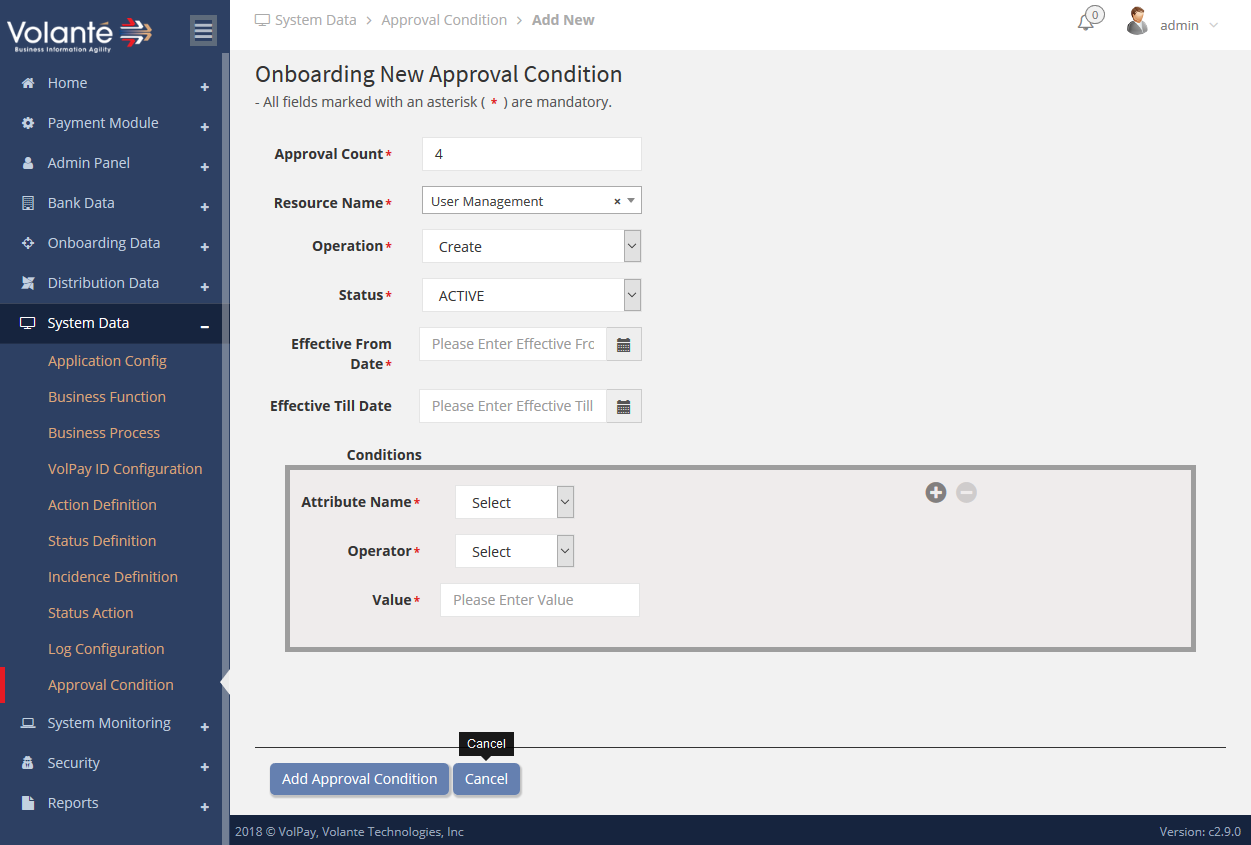 Volanté
Business Information Agility
System Data > Approval Condition > Add New
0
admin
Home
Payment Module
Admin Panel
Bank Data
Onboarding Data
Distribution Data
System Data
Application Config
Business Function
Business Process
VolPay ID Configuration
Action Definition
Status Definition
Incidence Definition
Status Action
Log Configuration
Approval Condition
System Monitoring
Security
Reports
Onboarding New Approval Condition
- All fields marked with an asterisk ( * ) are mandatory.
Approval Count* 4
Resource Name* User Management ×
Operation* Create
Status* ACTIVE
Effective From
Date* Please Enter Effective Frc
Effective Till Date Please Enter Effective Till
Conditions
Attribute Name* Select
Operator* Select
Value* Please Enter Value
Cancel
Add Approval Condition Cancel
2018 © VolPay, Volante Technologies, Inc Version: c2.9.0